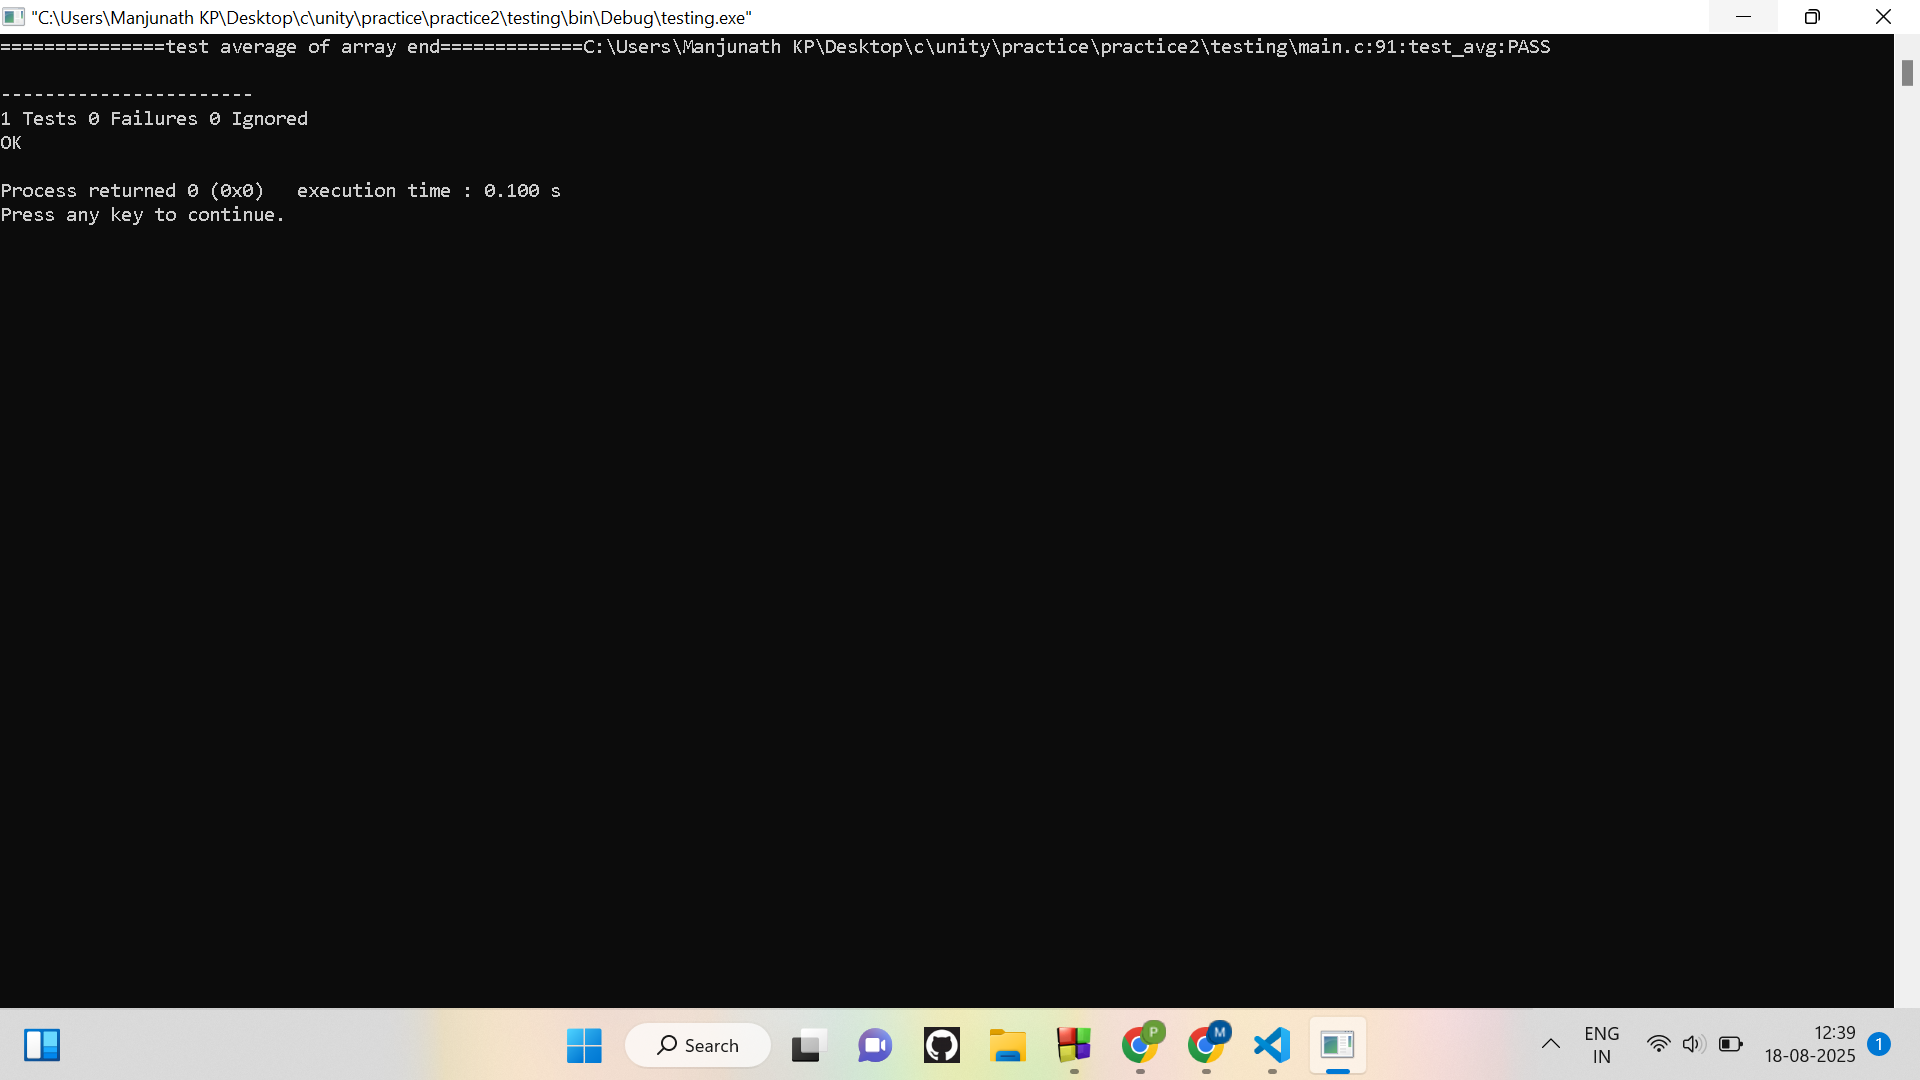 "C:\Users\Manjunath KP\Desktop\c\unity\practice\practice2\testing\bin\Debug\testing.exe"
===============test average of array end=============C:\Users\Manjunath KP\Desktop\c\unity\practice\practice2\testing\main.c:91:test_avg:PASS
-----------------------
1 Tests 0 Failures 0 Ignored
OK
Process returned 0 (0x0)   execution time : 0.100 s
Press any key to continue.
Search
P
M
ENG
IN
12:39
18-08-2025
1